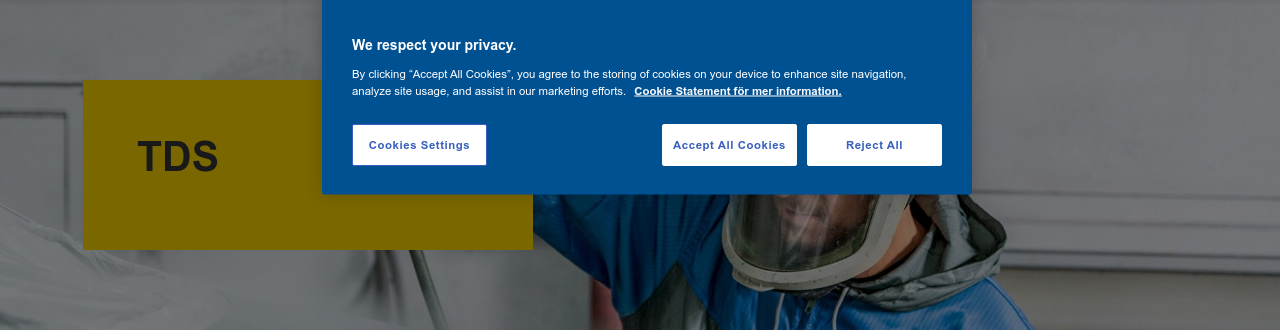 We respect your privacy.
By clicking “Accept All Cookies”, you agree to the storing of cookies on your device to enhance site navigation,
analyze site usage, and assist in our marketing efforts. Cookie Statement för mer information.
Cookies Settings
Accept All Cookies
Reject All
TDS